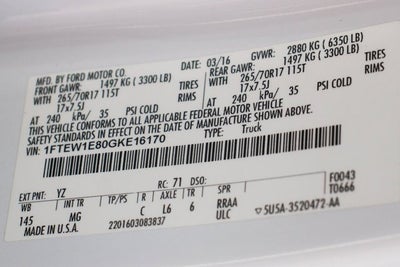 MFD. BY FORD MOTOR CO. DATE: 03/16 GVWR: 2880 KG (6350 LB)
FRONT GAWR: 1497 KG (3300 LB) REAR GAWR: 1497 KG (3300 LB)
WITH 265/70R17 115T TIRES WITH 265/70R17 115T TIRES
17x7.5J RIMS 17x7.5J RIMS
AT 240 kPa/ 35 PSI COLD AT 240 kPa/ 35 PSI COLD
THIS VEHICLE CONFORMS TO ALL APPLICABLE FEDERAL MOTOR VEHICLE
SAFETY STANDARDS IN EFFECT ON THE DATE OF MANUFACTURE SHOWN ABOVE.
1FTEW1E80GKE16170 TYPE: Truck
F0043
T0666
EXT PNT: YZ RC: 71 DSO:
WB INT TR TP/PS R AXLE TR SPR
145 MG C L6 6 RRAA
MADE IN U.S.A. 2201603083837 ULC 5U5A-3520472-AA